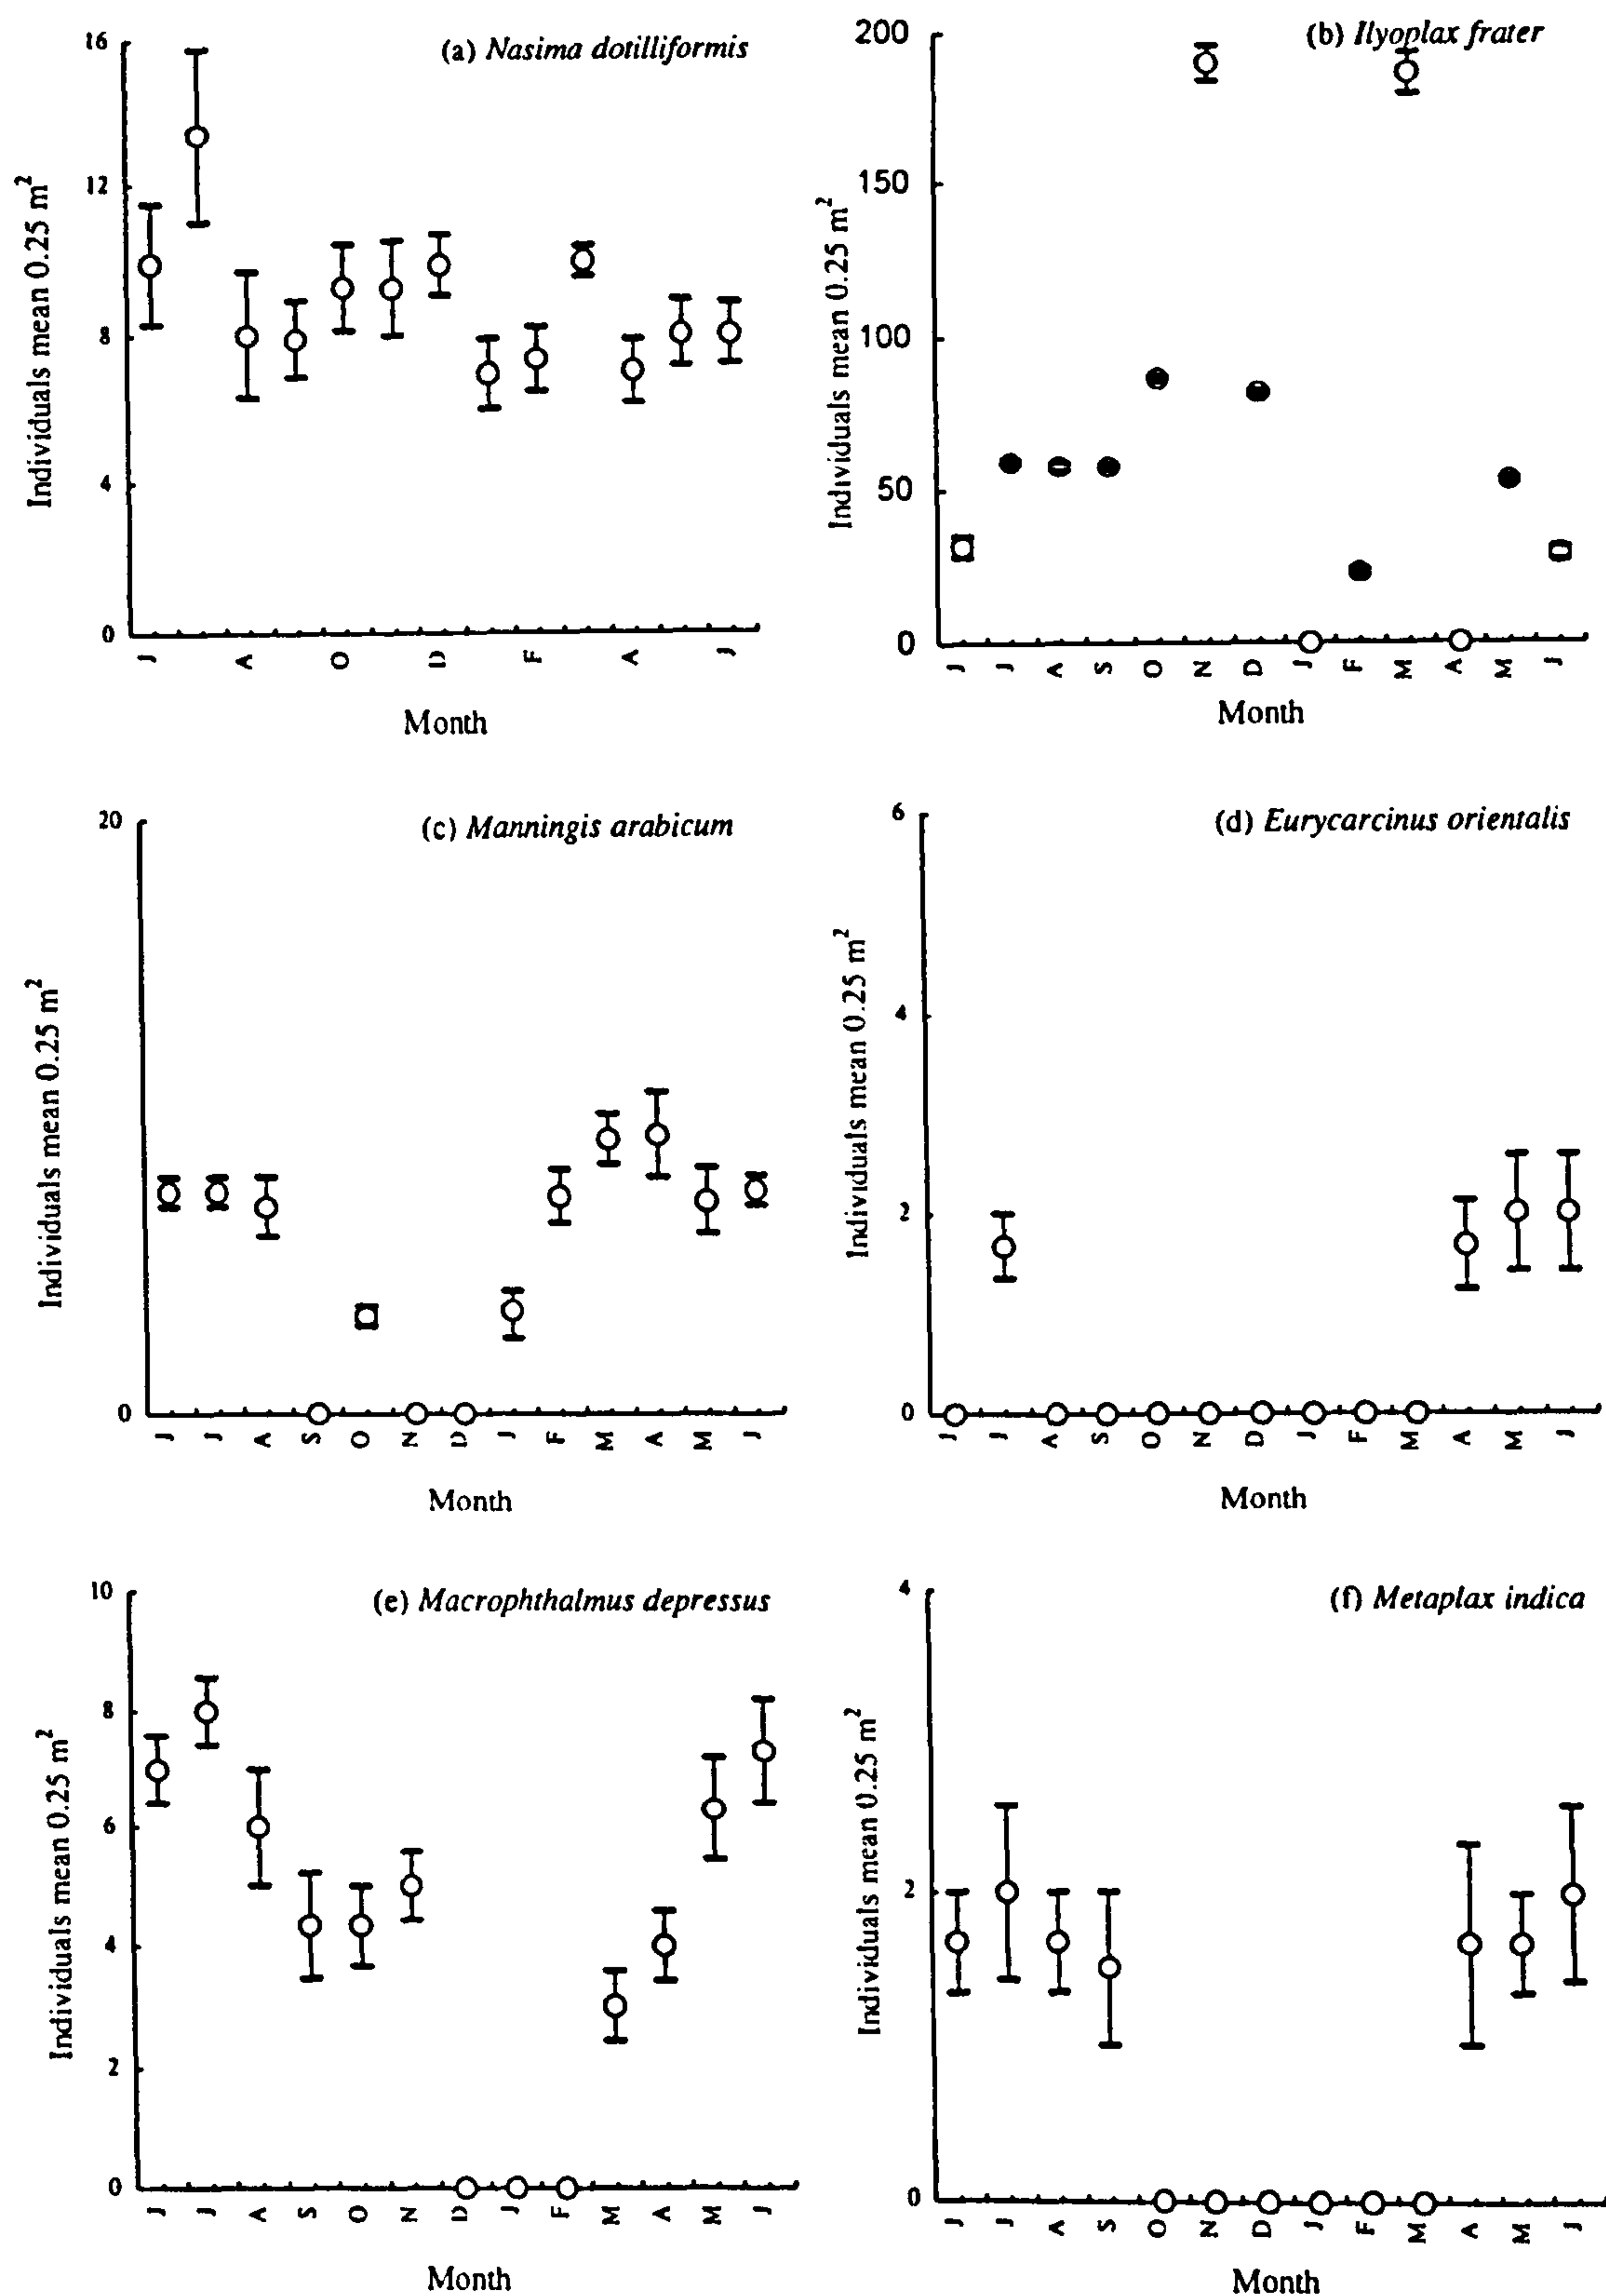 (a) Nasima dotilliformis
16
12
8
4
0
Individuals mean 0.25 m²
J A O D F A J
Month
(b) Ilyoplax frater
200
150
100
50
0
Individuals mean 0.25 m²
J J A S O N D J F M A M J
Month
(c) Manningis arabicum
20
0
Individuals mean 0.25 m²
J J A S O N D J F M A M J
Month
(d) Eurycarcinus orientalis
6
4
2
0
Individuals mean 0.25 m²
J J A S O N D J F M A M J
Month
(e) Macrophthalmus depressus
10
8
6
4
2
0
Individuals mean 0.25 m²
J J A S O N D J F M A M J
Month
(f) Metaplax indica
4
2
0
Individuals mean 0.25 m²
J J A S O N D J F M A M J
Month